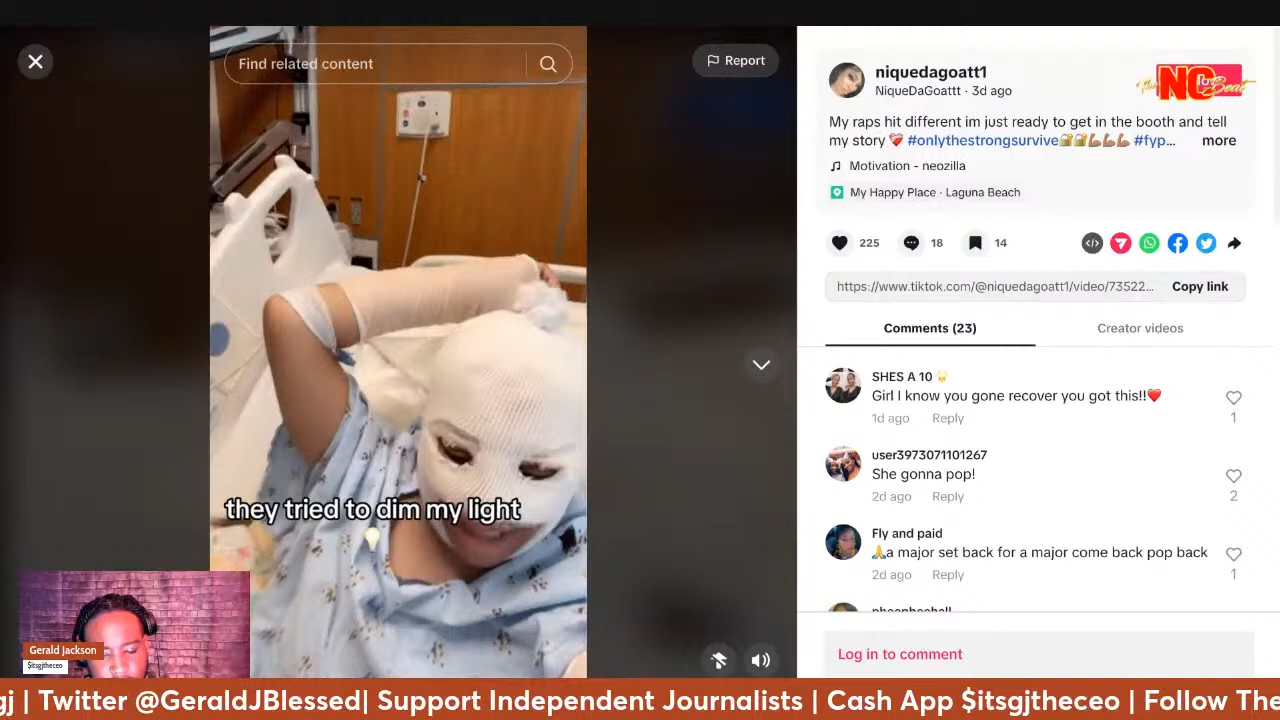 Find related content
Report
they tried to dim my light
niquedagoatt1
NiqueDaGoattt · 3d ago
The NC Beat
My raps hit different im just ready to get in the booth and tell
my story ❤️‍🩹 #onlythestrongsurvive🔐🔐💪🏽💪🏽💪🏽 #fyp... more
Motivation - neozilla
My Happy Place · Laguna Beach
225 18 14
https://www.tiktok.com/@niquedagoatt1/video/73522... Copy link
Comments (23) Creator videos
SHES A 10
Girl I know you gone recover you got this!!❤️
1d ago Reply
1
user3973071101267
She gonna pop!
2d ago Reply
2
Fly and paid
🙏a major set back for a major come back pop back
2d ago Reply
1
Log in to comment
Gerald Jackson
$itsgjtheceo
gj | Twitter @GeraldJBlessed| Support Independent Journalists | Cash App $itsgjtheceo | Follow The